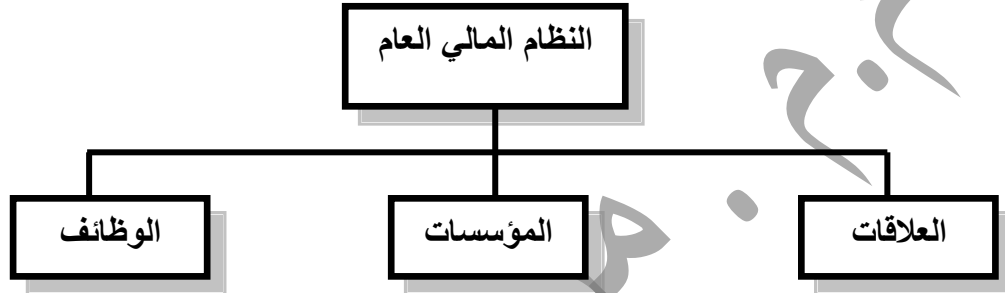 النظام المالي العام
العلاقات
المؤسسات
الوظائف